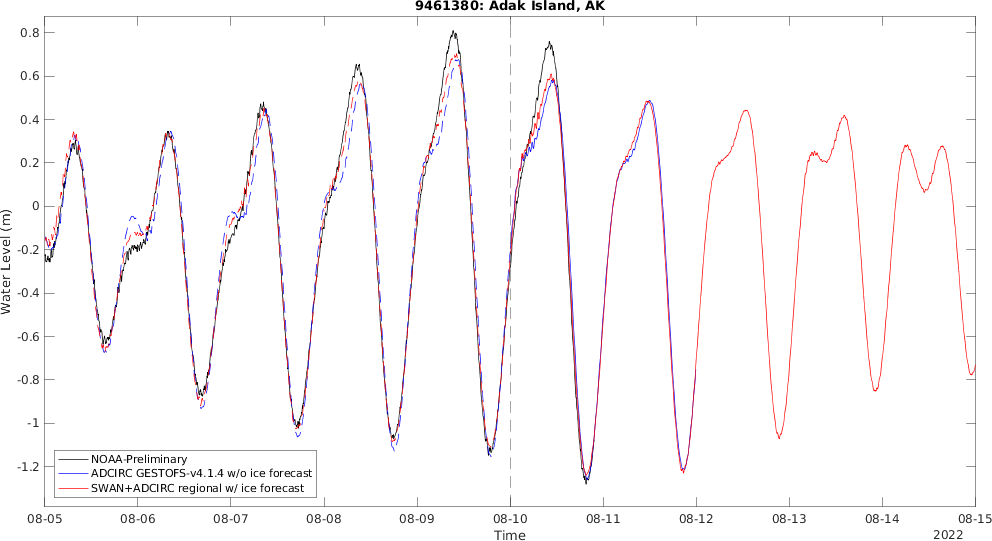 9461380: Adak Island, AK
Water Level (m)
0.8
0.6
0.4
0.2
0
-0.2
-0.4
-0.6
-0.8
-1
-1.2
NOAA-Preliminary
ADCIRC GESTOFS-v4.1.4 w/o ice forecast
SWAN+ADCIRC regional w/ ice forecast
08-05 08-06 08-07 08-08 08-09 08-10 08-11 08-12 08-13 08-14 08-15
Time
2022